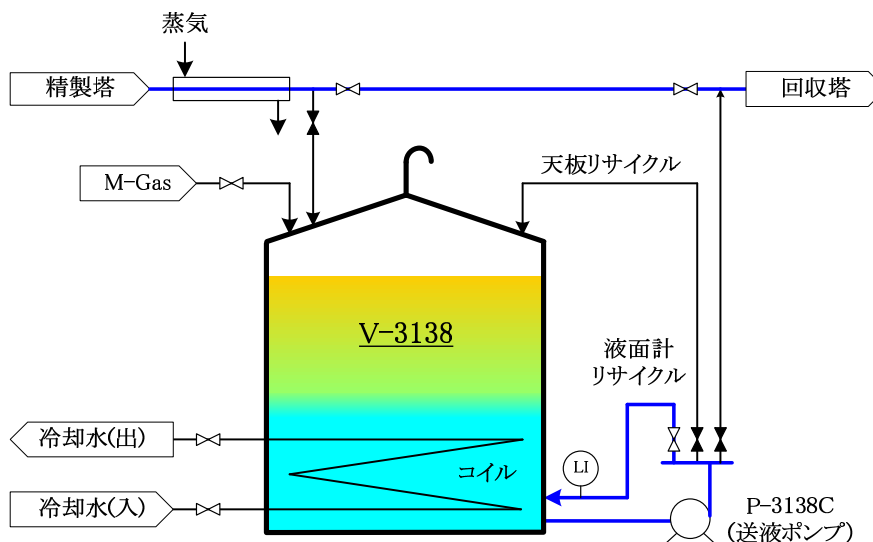 蒸気
精製塔
回収塔
天板リサイクル
M-Gas
V-3138
液面計
リサイクル
冷却水(出)
コイル
LI
冷却水(入)
P-3138C
(送液ポンプ)